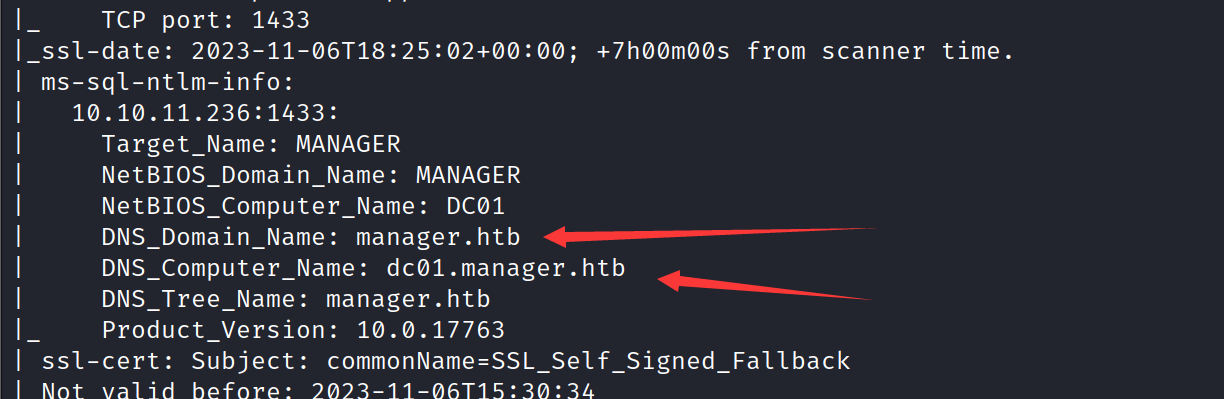 |_    TCP port: 1433
|_ssl-date: 2023-11-06T18:25:02+00:00; +7h00m00s from scanner time.
| ms-sql-ntlm-info:
|   10.10.11.236:1433:
|     Target_Name: MANAGER
|     NetBIOS_Domain_Name: MANAGER
|     NetBIOS_Computer_Name: DC01
|     DNS_Domain_Name: manager.htb
|     DNS_Computer_Name: dc01.manager.htb
|     DNS_Tree_Name: manager.htb
|_    Product_Version: 10.0.17763
| ssl-cert: Subject: commonName=SSL_Self_Signed_Fallback
| Not valid before: 2023-11-06T15:30:34